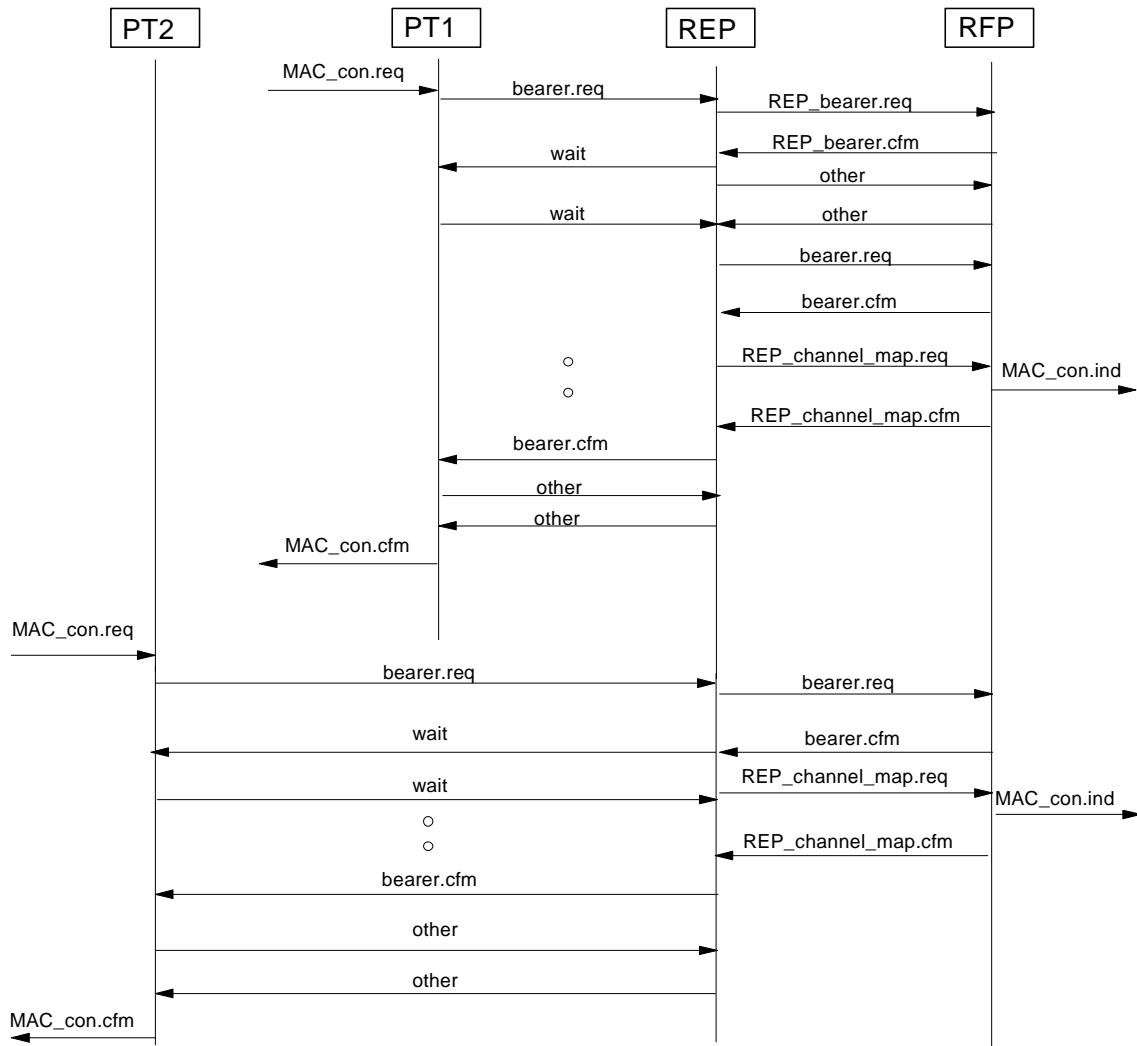 PT2 PT1 REP RFP
MAC_con.req
bearer.req
REP_bearer.req
REP_bearer.cfm
wait
other
wait
other
bearer.req
bearer.cfm
REP_channel_map.req
MAC_con.ind
REP_channel_map.cfm
bearer.cfm
other
other
MAC_con.cfm
MAC_con.req
bearer.req
bearer.req
wait
bearer.cfm
wait
REP_channel_map.req
MAC_con.ind
REP_channel_map.cfm
bearer.cfm
other
other
MAC_con.cfm